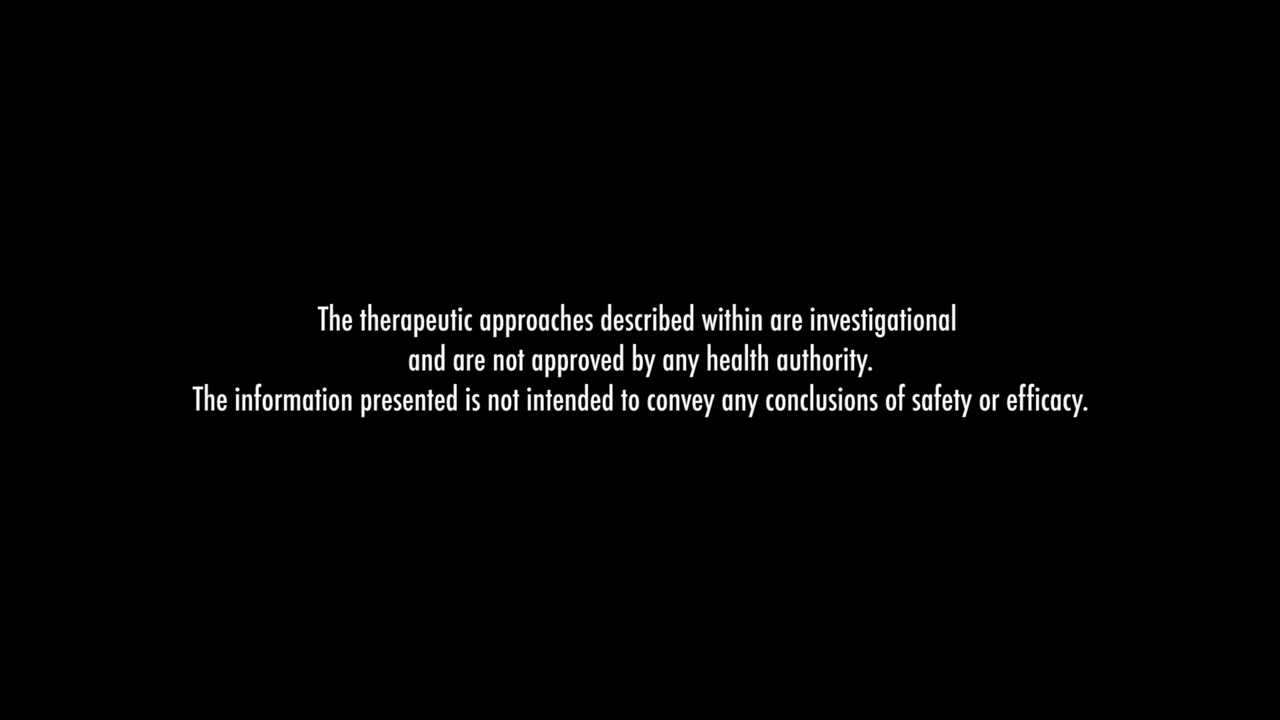 The therapeutic approaches described within are investigational
and are not approved by any health authority.
The information presented is not intended to convey any conclusions of safety or efficacy.